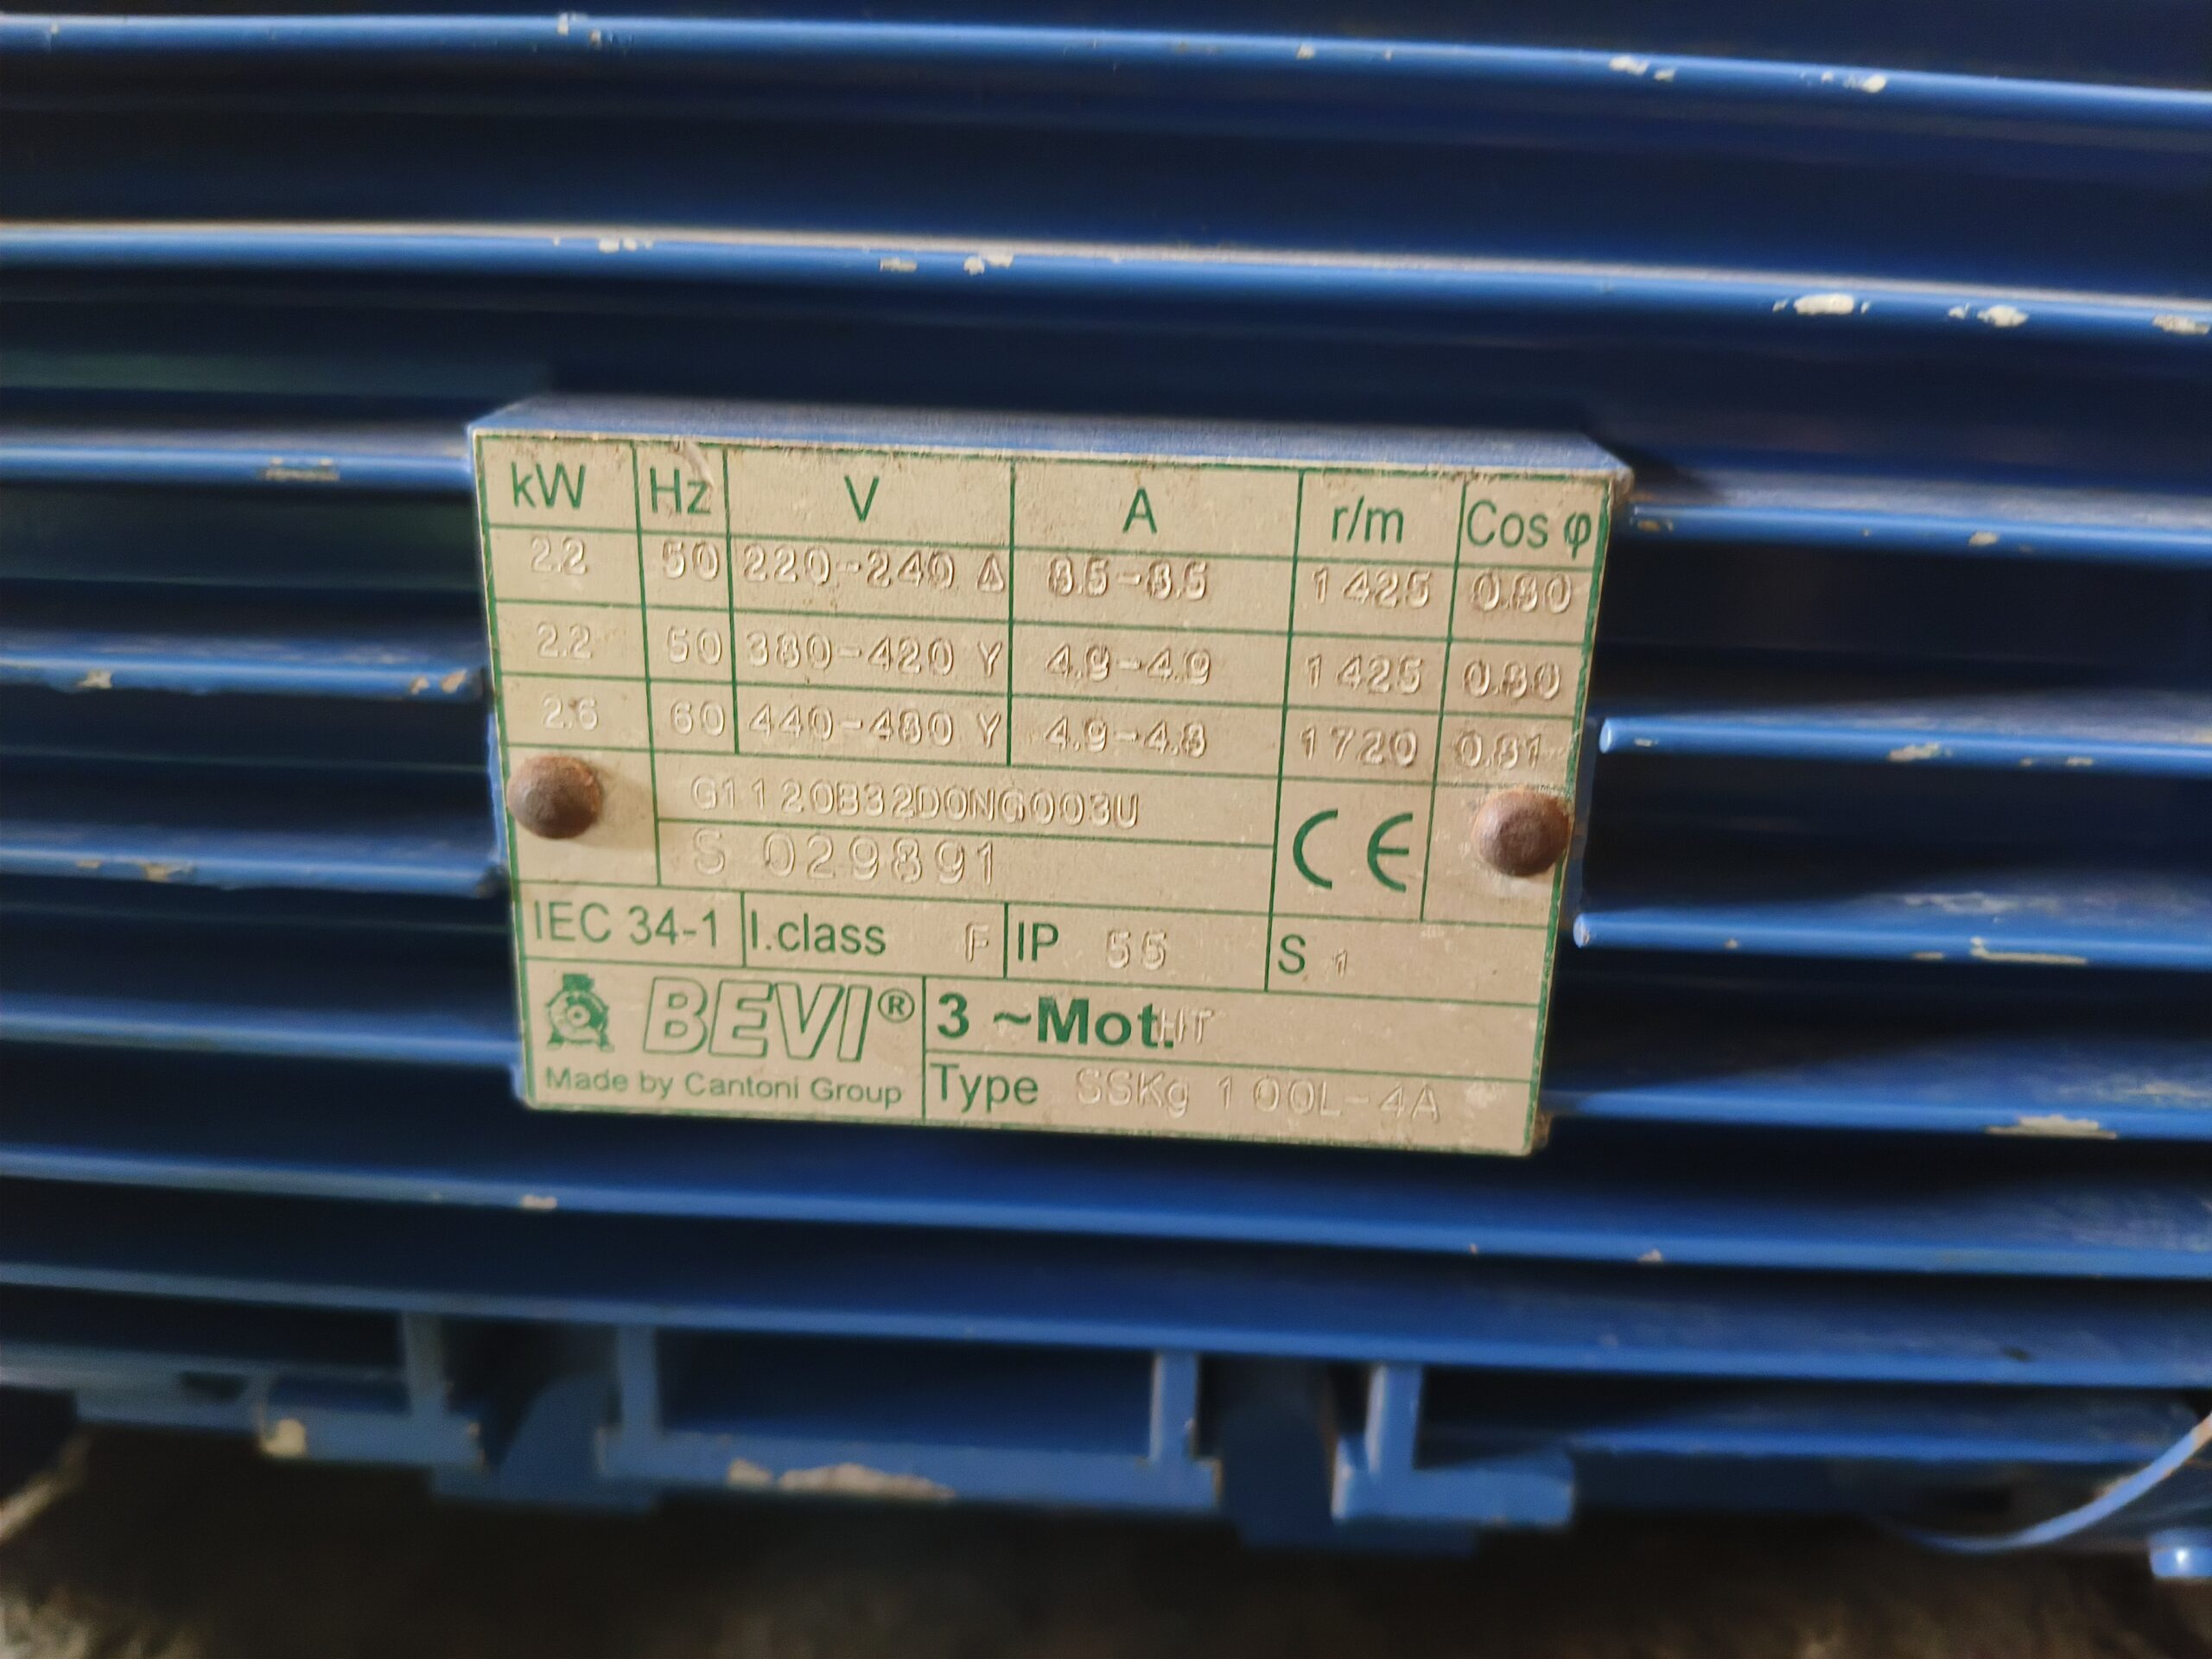 kW Hz V A r/m Cos φ
2.2 50 220-240 Δ 8.5-8.5 1425 0.80
2.2 50 380-420 Y 4.9-4.9 1425 0.80
2.6 60 440-480 Y 4.9-4.8 1720 0.81
G1120B32D0NG003U
S 029891
CE
IEC 34-1 I.class F IP 55 S 1
BEVI® 3 ~Mot. HT
Made by Cantoni Group Type SSKg 100L-4A